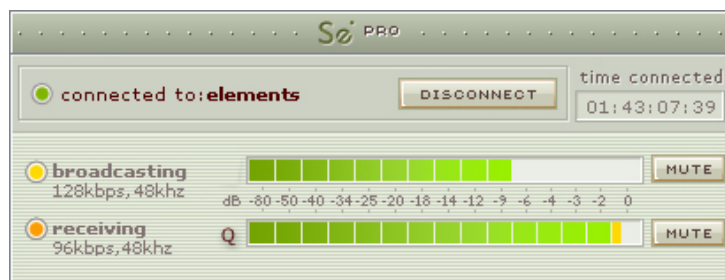 Se PRO
connected to:elements
DISCONNECT
time connected
01:43:07:39
broadcasting
128kbps,48khz
MUTE
dB -80 -50 -40 -34 -25 -20 -18 -14 -12 -9 -6 -4 -3 -2 0
receiving
96kbps,48khz
Q
MUTE